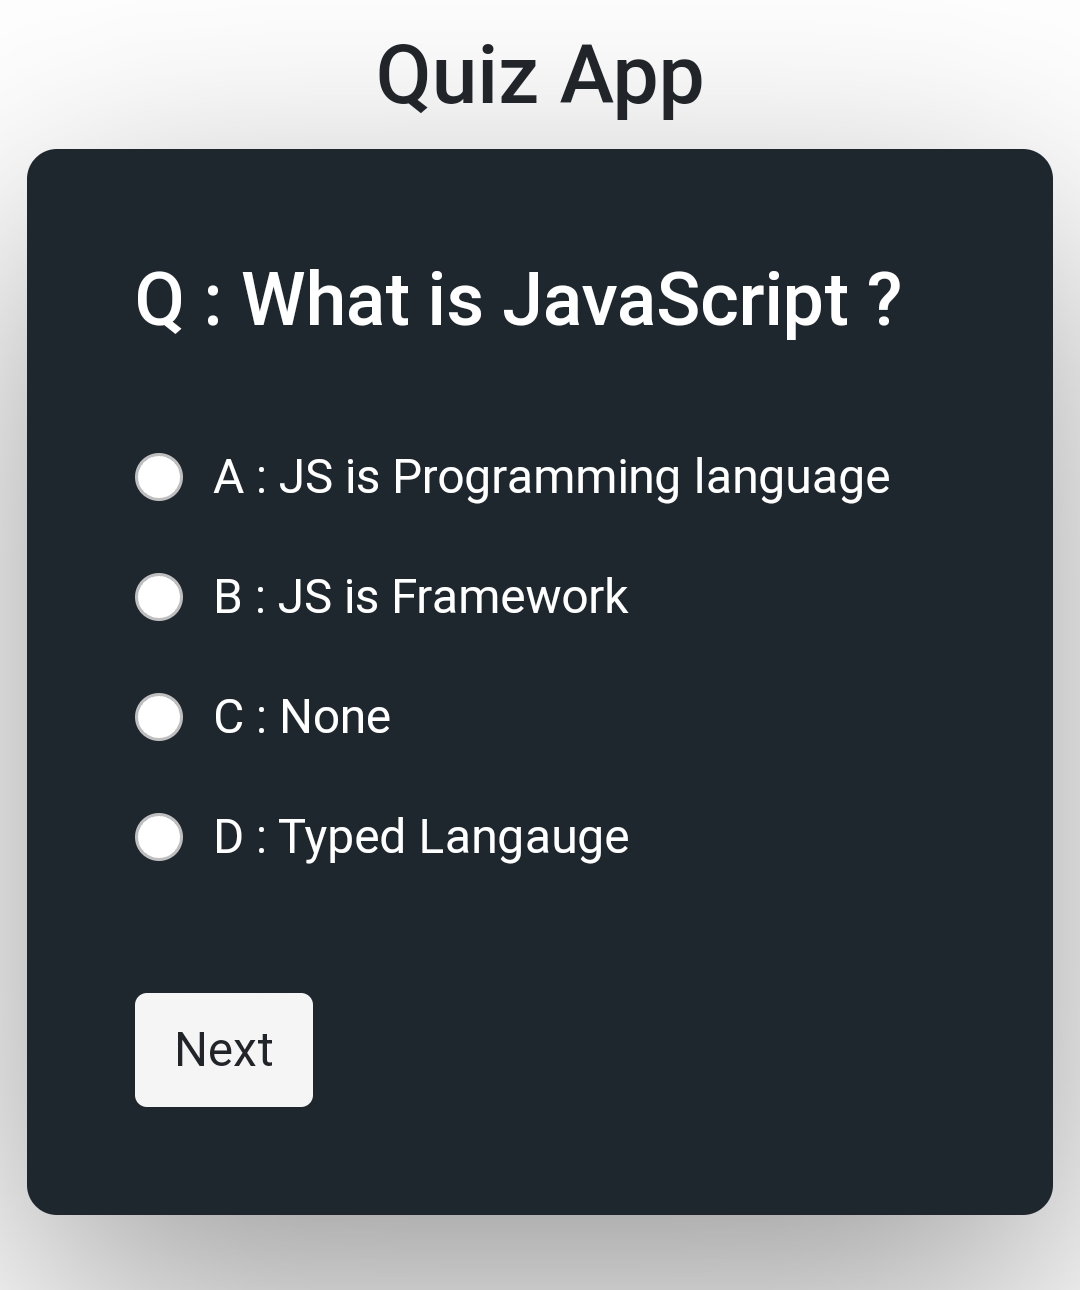 Quiz App
Q : What is JavaScript ?
A : JS is Programming language
B : JS is Framework
C : None
D : Typed Langauge
Next